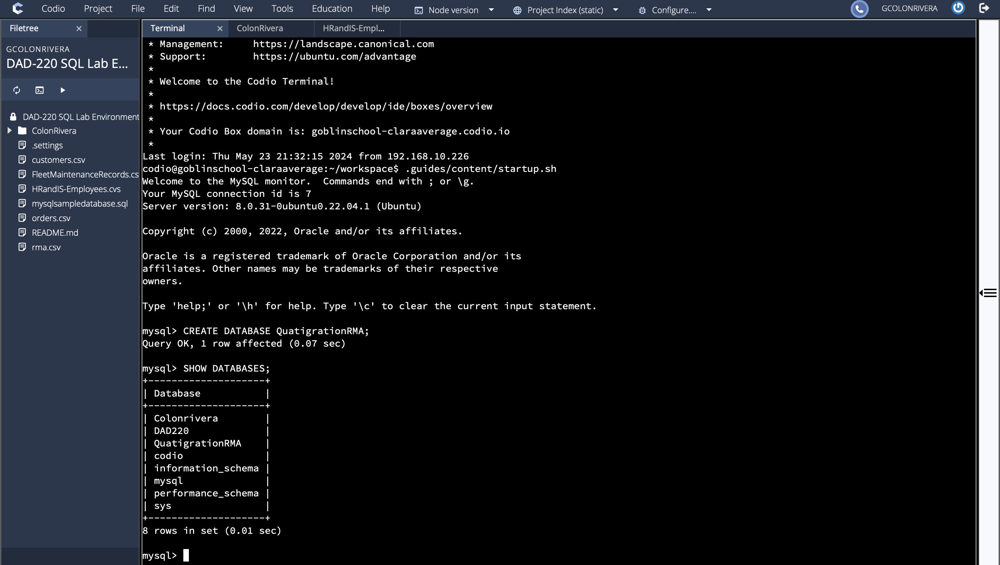 Codio Project File Edit Find View Tools Education Help Node version Project Index (static) Configure.... GCOLONRIVERA
Filetree
GCOLONRIVERA
DAD-220 SQL Lab E...
DAD-220 SQL Lab Environment
ColonRivera
.settings
customers.csv
FleetMaintenanceRecords.cs
HRandIS-Employees.cvs
mysqlsampledatabase.sql
orders.csv
README.md
rma.csv
Terminal ColonRivera HRandIS-Empl...
* Management:     https://landscape.canonical.com
* Support:        https://ubuntu.com/advantage
*
* Welcome to the Codio Terminal!
*
* https://docs.codio.com/develop/develop/ide/boxes/overview
*
* Your Codio Box domain is: goblinschool-claraaverage.codio.io
*
Last login: Thu May 23 21:32:15 2024 from 192.168.10.226
codio@goblinschool-claraaverage:~/workspace$ .guides/content/startup.sh
Welcome to the MySQL monitor.  Commands end with ; or \g.
Your MySQL connection id is 7
Server version: 8.0.31-0ubuntu0.22.04.1 (Ubuntu)
Copyright (c) 2000, 2022, Oracle and/or its affiliates.
Oracle is a registered trademark of Oracle Corporation and/or its
affiliates. Other names may be trademarks of their respective
owners.
Type 'help;' or '\h' for help. Type '\c' to clear the current input statement.
mysql> CREATE DATABASE QuatigrationRMA;
Query OK, 1 row affected (0.07 sec)
mysql> SHOW DATABASES;
+--------------------+
| Database           |
+--------------------+
| Colonrivera        |
| DAD220             |
| QuatigrationRMA    |
| codio              |
| information_schema |
| mysql              |
| performance_schema |
| sys                |
+--------------------+
8 rows in set (0.01 sec)
mysql>